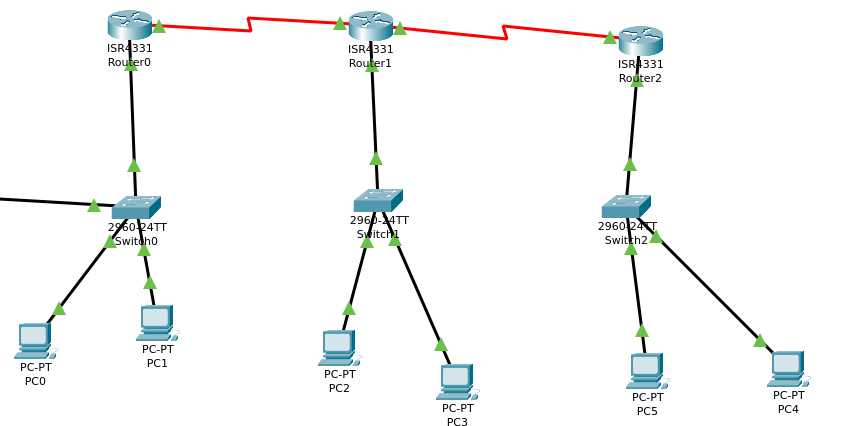 ISR4331
Router0
ISR4331
Router1
ISR4331
Router2
2960-24TT
Switch0
2960-24TT
Switch1
2960-24TT
Switch2
PC-PT
PC0
PC-PT
PC1
PC-PT
PC2
PC-PT
PC3
PC-PT
PC5
PC-PT
PC4